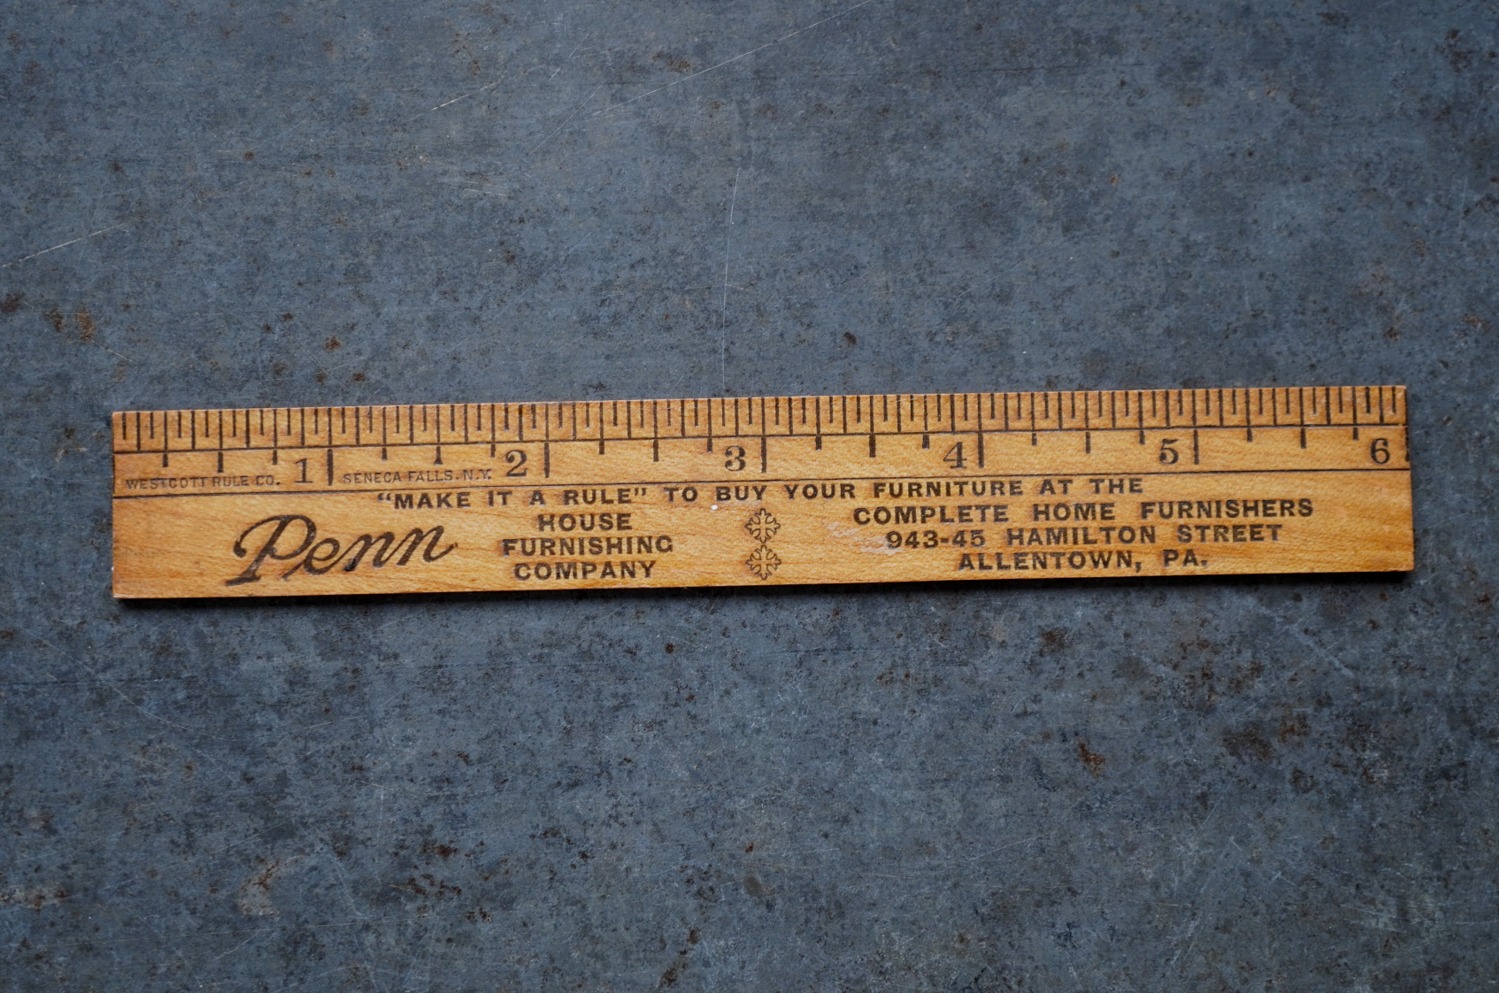 1 2 3 4 5 6
WESTCOTT RULE CO. SENECA FALLS. N.Y.
"MAKE IT A RULE" TO BUY YOUR FURNITURE AT THE
Penn
HOUSE
FURNISHING
COMPANY
COMPLETE HOME FURNISHERS
943-45 HAMILTON STREET
ALLENTOWN, PA.